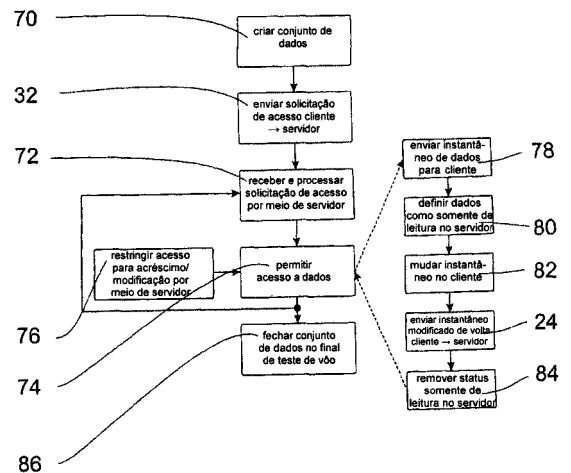 70
criar conjunto de
dados
32
enviar solicitação
de acesso cliente
→ servidor
72
receber e processar
solicitação de acesso
por meio de servidor
76
restringir acesso
para acréscimo/
modificação por
meio de servidor
74
permitir
acesso a dados
86
fechar conjunto
de dados no final
de teste de vôo
enviar instantâ-
neo de dados
para cliente
78
definir dados
como somente de
leitura no servidor
80
mudar instantâ-
neo no cliente
82
enviar instantâneo
modificado de volta
cliente → servidor
24
remover status
somente de
leitura no servidor
84